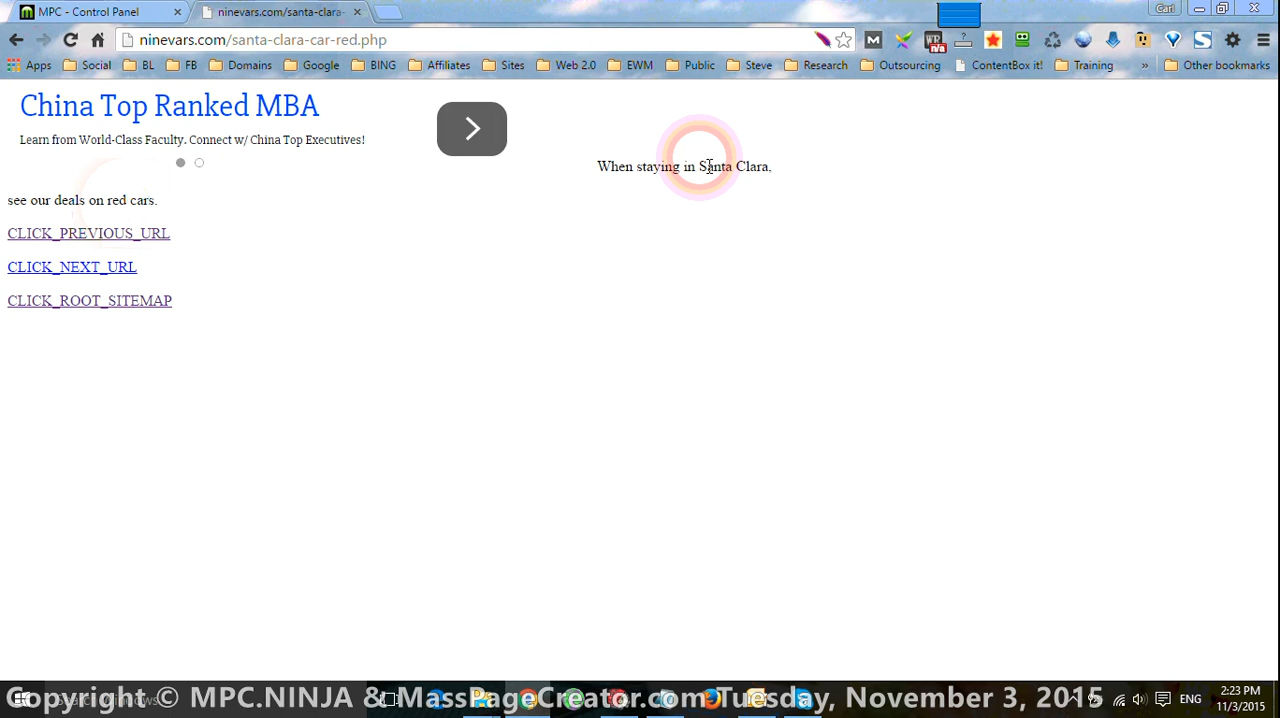 MPC - Control Panel
ninevars.com/santa-clara-
Carl
ninevars.com/santa-clara-car-red.php
n/a
Apps Social BL FB Domains Google BING Affiliates Sites Web 2.0 EWM Public Steve Research Outsourcing ContentBox it! Training » Other bookmarks
China Top Ranked MBA
Learn from World-Class Faculty. Connect w/ China Top Executives!
When staying in Santa Clara,
see our deals on red cars.
CLICK_PREVIOUS_URL
CLICK_NEXT_URL
CLICK_ROOT_SITEMAP
Copyright © MPC.NINJA & MassPageCreator.com Tuesday, November 3, 2015
ENG
2:23 PM
11/3/2015